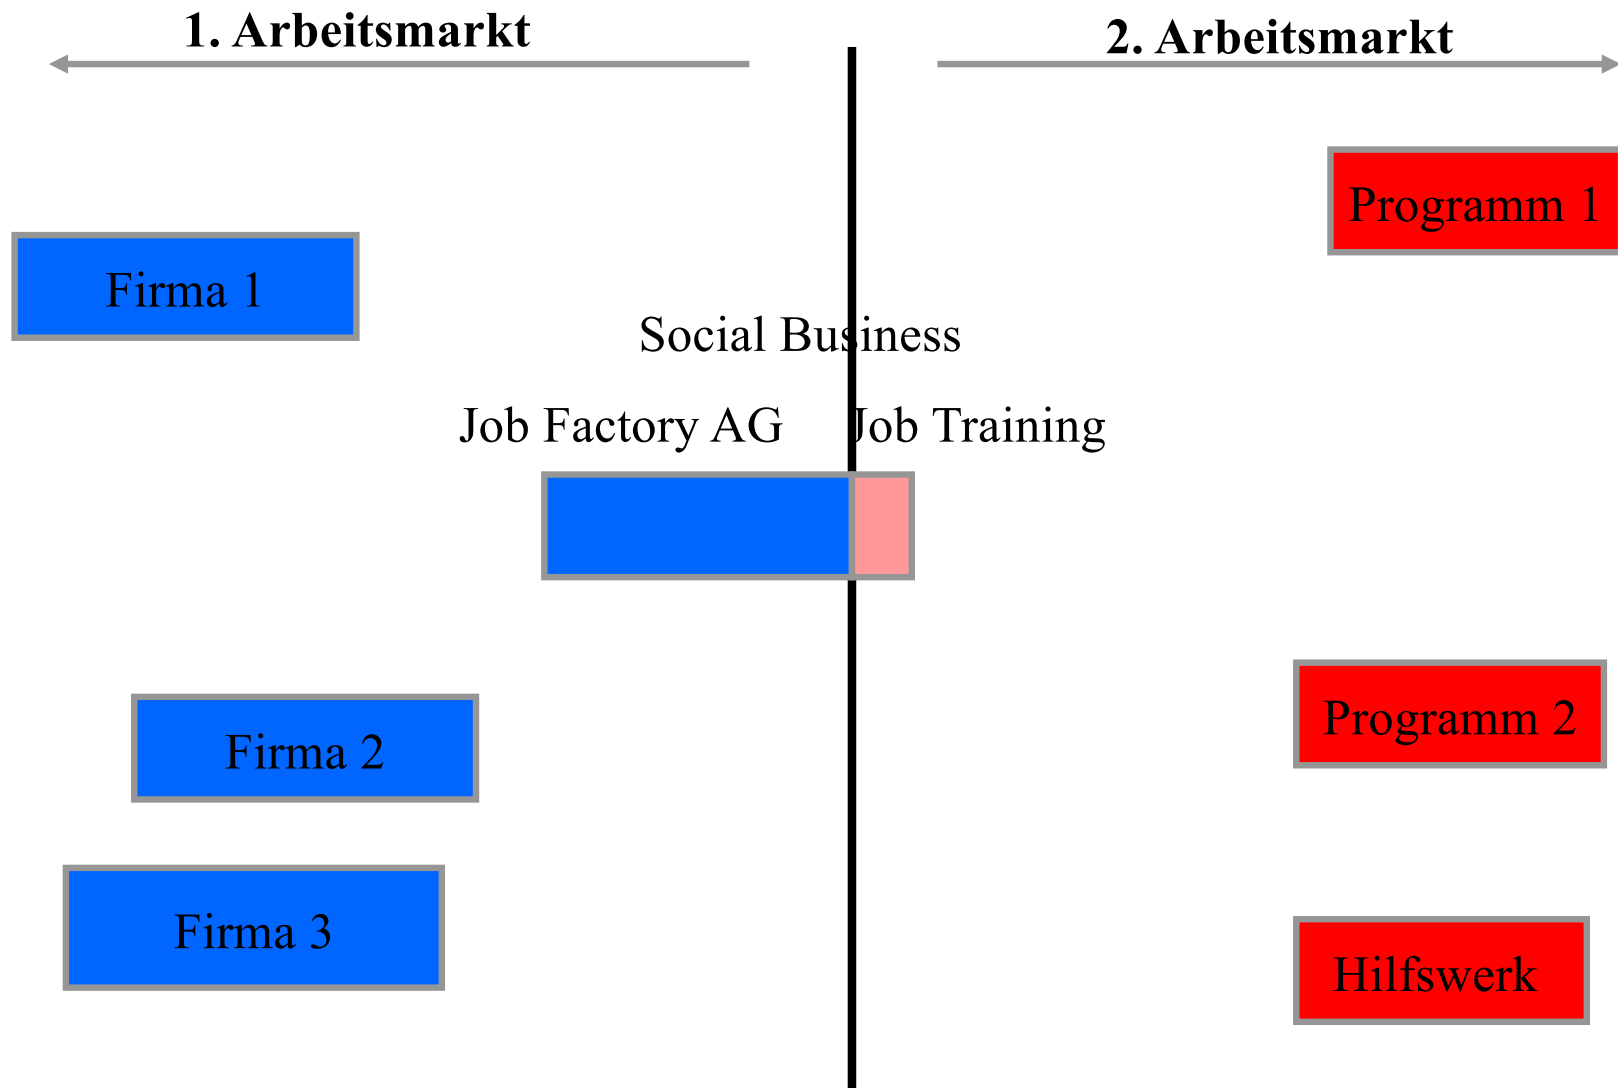 1. Arbeitsmarkt
2. Arbeitsmarkt
Programm 1
Firma 1
Social Business
Job Factory AG
Job Training
Programm 2
Firma 2
Firma 3
Hilfswerk